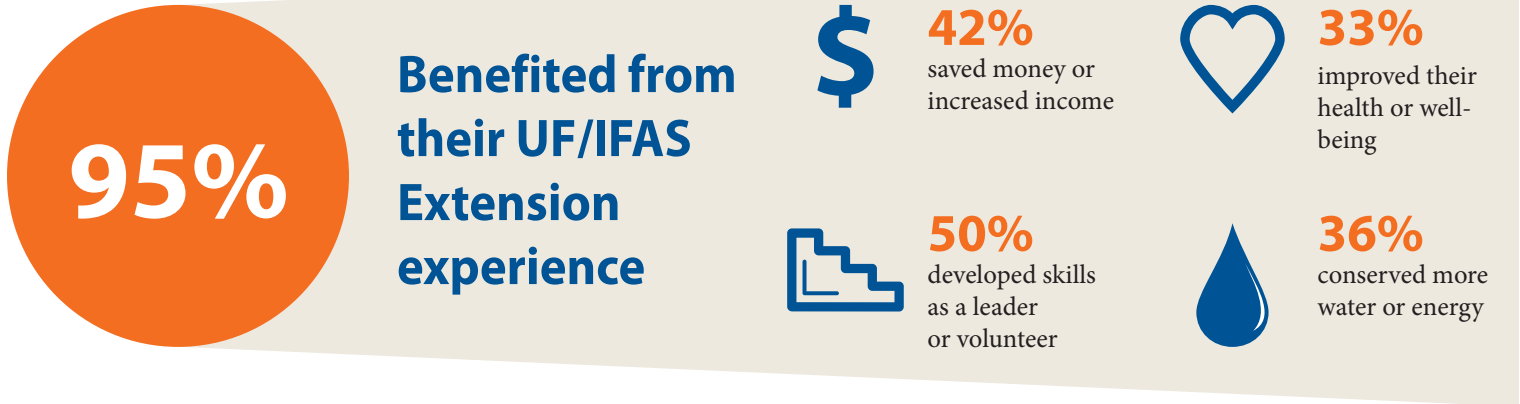 95%
Benefited from
their UF/IFAS
Extension
experience
42%
saved money or
increased income
33%
improved their
health or well-
being
50%
developed skills
as a leader
or volunteer
36%
conserved more
water or energy